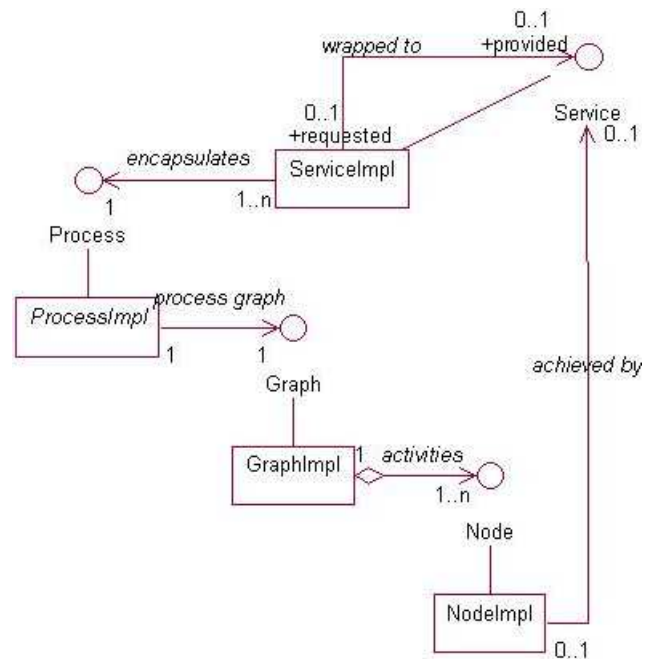 0..1
wrapped to
+provided
0..1
+requested
Service
0..1
encapsulates
ServiceImpl
1
1..n
Process
ProcessImpl
process graph
1
1
achieved by
Graph
GraphImpl
1
activities
1..n
Node
NodeImpl
0..1